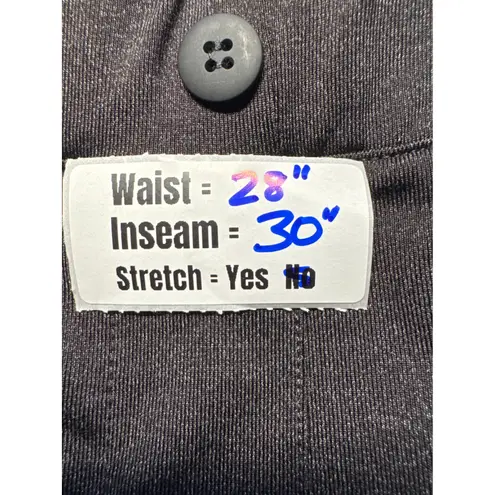 Waist = 28"
Inseam = 30"
Stretch = Yes No